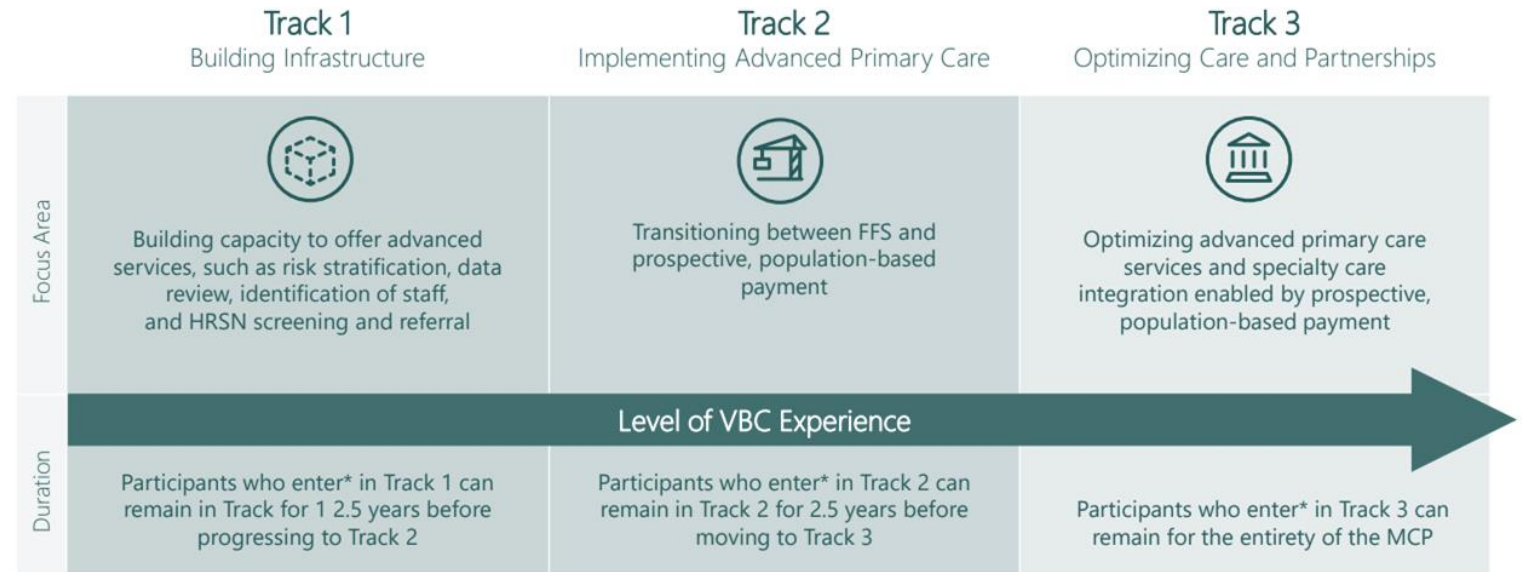 Track 1
Building Infrastructure
Track 2
Implementing Advanced Primary Care
Track 3
Optimizing Care and Partnerships
Focus Area
Building capacity to offer advanced
services, such as risk stratification, data
review, identification of staff,
and HRSN screening and referral
Transitioning between FFS and
prospective, population-based
payment
Optimizing advanced primary care
services and specialty care
integration enabled by prospective,
population-based payment
Level of VBC Experience
Duration
Participants who enter* in Track 1 can
remain in Track for 1 2.5 years before
progressing to Track 2
Participants who enter* in Track 2 can
remain in Track 2 for 2.5 years before
moving to Track 3
Participants who enter* in Track 3 can
remain for the entirety of the MCP